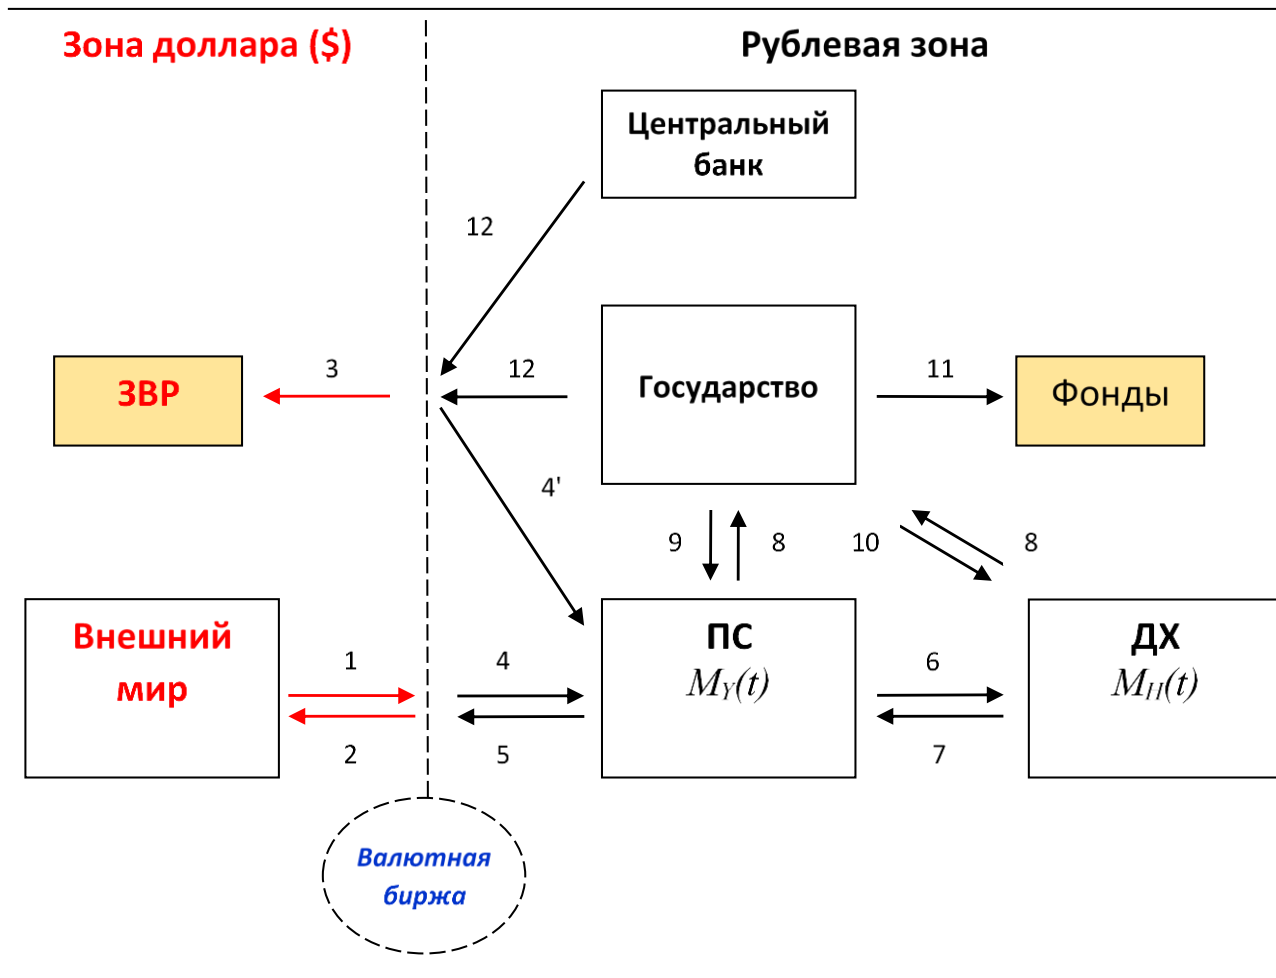 Зона доллара ($)
Рублевая зона
Центральный
банк
12
ЗВР
3
12
Государство
11
Фонды
4'
9
8
10
8
Внешний
мир
1
2
4
5
ПС
MY(t)
6
7
ДХ
MH(t)
Валютная
биржа